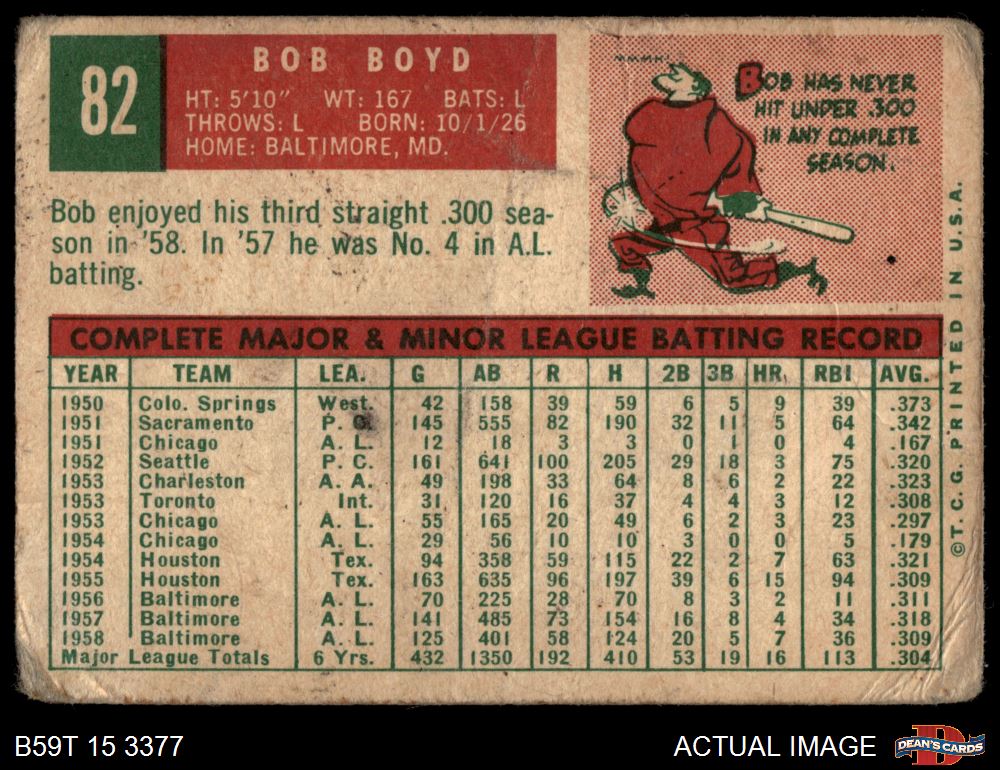 82
BOB BOYD
HT: 5'10" WT: 167 BATS: L
THROWS: L BORN: 10/1/26
HOME: BALTIMORE, MD.
Bob enjoyed his third straight .300 sea-
son in '58. In '57 he was No. 4 in A.L.
batting.
MMMH!
BOB HAS NEVER
HIT UNDER .300
IN ANY COMPLETE
SEASON.
COMPLETE MAJOR & MINOR LEAGUE BATTING RECORD
YEAR TEAM LEA. G AB R H 2B 3B HR. RBI AVG.
1950 Colo. Springs West. 42 158 39 59 6 5 9 39 .373
1951 Sacramento P. C. 145 555 82 190 32 11 5 64 .342
1951 Chicago A. L. 12 18 3 3 0 1 0 4 .167
1952 Seattle P. C. 161 641 100 205 29 18 3 75 .320
1953 Charleston A. A. 49 198 33 64 8 6 2 22 .323
1953 Toronto Int. 31 120 16 37 4 4 3 12 .308
1953 Chicago A. L. 55 165 20 49 6 2 3 23 .297
1954 Chicago A. L. 29 56 10 10 3 0 0 5 .179
1954 Houston Tex. 94 358 59 115 22 2 7 63 .321
1955 Houston Tex. 163 635 96 197 39 6 15 94 .309
1956 Baltimore A. L. 70 225 28 70 8 3 2 11 .311
1957 Baltimore A. L. 141 485 73 154 16 8 4 34 .318
1958 Baltimore A. L. 125 401 58 124 20 5 7 36 .309
Major League Totals 6 Yrs. 432 1350 192 410 53 19 16 113 .304
© T. C. G. PRINTED IN U.S.A.
B59T 15 3377
ACTUAL IMAGE
D
DEAN'S CARDS